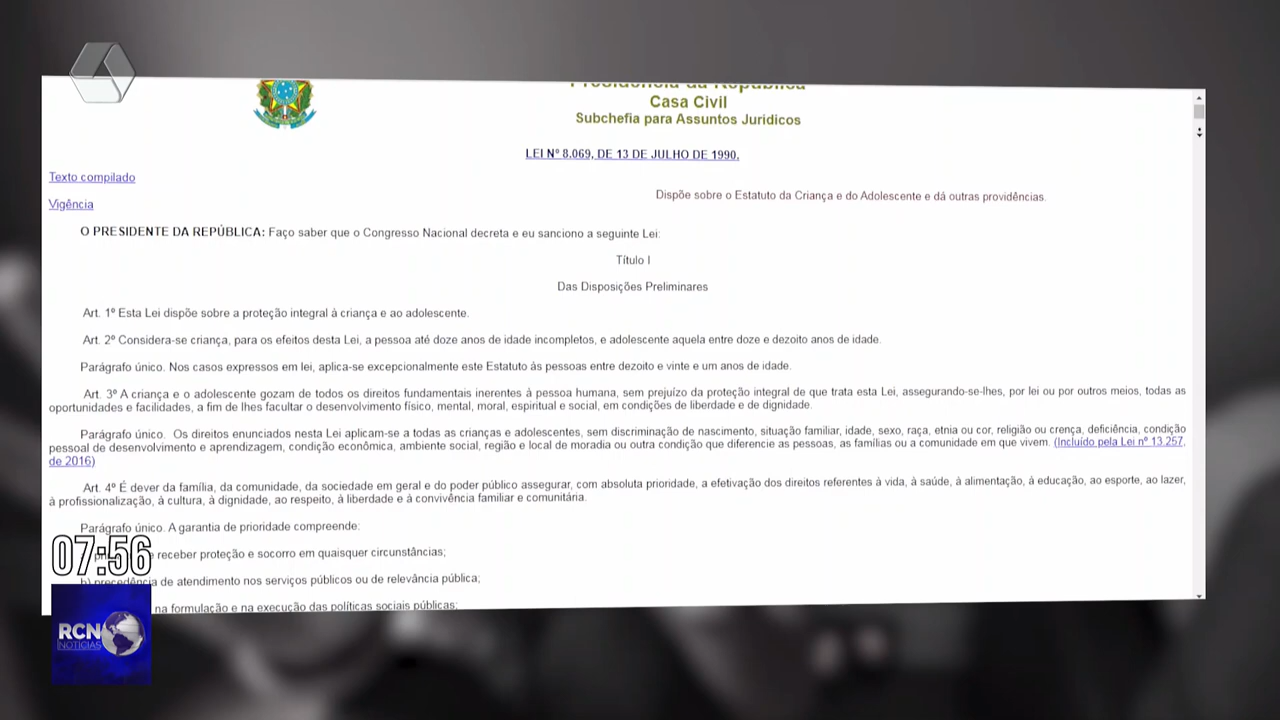 Presidência da República
Casa Civil
Subchefia para Assuntos Jurídicos
LEI Nº 8.069, DE 13 DE JULHO DE 1990.
Texto compilado
Vigência
Dispõe sobre o Estatuto da Criança e do Adolescente e dá outras providências.
O PRESIDENTE DA REPÚBLICA: Faço saber que o Congresso Nacional decreta e eu sanciono a seguinte Lei:
Título I
Das Disposições Preliminares
Art. 1º Esta Lei dispõe sobre a proteção integral à criança e ao adolescente.
Art. 2º Considera-se criança, para os efeitos desta Lei, a pessoa até doze anos de idade incompletos, e adolescente aquela entre doze e dezoito anos de idade.
Parágrafo único. Nos casos expressos em lei, aplica-se excepcionalmente este Estatuto às pessoas entre dezoito e vinte e um anos de idade.
Art. 3º A criança e o adolescente gozam de todos os direitos fundamentais inerentes à pessoa humana, sem prejuízo da proteção integral de que trata esta Lei, assegurando-se-lhes, por lei ou por outros meios, todas as
oportunidades e facilidades, a fim de lhes facultar o desenvolvimento físico, mental, moral, espiritual e social, em condições de liberdade e de dignidade.
Parágrafo único. Os direitos enunciados nesta Lei aplicam-se a todas as crianças e adolescentes, sem discriminação de nascimento, situação familiar, idade, sexo, raça, etnia ou cor, religião ou crença, deficiência, condição
pessoal de desenvolvimento e aprendizagem, condição econômica, ambiente social, região e local de moradia ou outra condição que diferencie as pessoas, as famílias ou a comunidade em que vivem. (Incluído pela Lei nº 13.257,
de 2016)
Art. 4º É dever da família, da comunidade, da sociedade em geral e do poder público assegurar, com absoluta prioridade, a efetivação dos direitos referentes à vida, à saúde, à alimentação, à educação, ao esporte, ao lazer,
à profissionalização, à cultura, à dignidade, ao respeito, à liberdade e à convivência familiar e comunitária.
Parágrafo único. A garantia de prioridade compreende:
07:56
receber proteção e socorro em quaisquer circunstâncias;
b) precedência de atendimento nos serviços públicos ou de relevância pública;
na formulação e na execução das políticas sociais públicas;
RCN
NOTÍCIAS